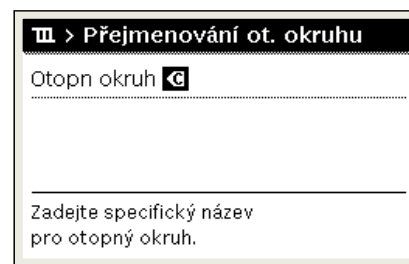 > Přejmenování ot. okruhu
Otopn okruh C
Zadejte specifický název
pro otopný okruh.